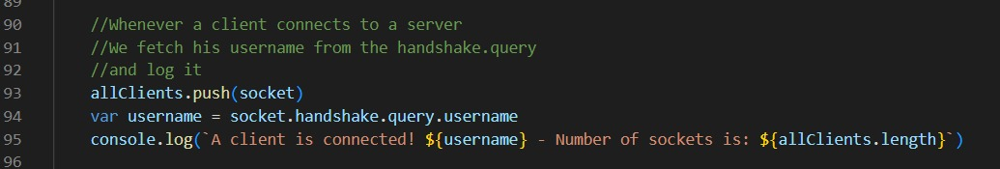 89
90 //Whenever a client connects to a server
91 //We fetch his username from the handshake.query
92 //and log it
93 allClients.push(socket)
94 var username = socket.handshake.query.username
95 console.log(`A client is connected! ${username} - Number of sockets is: ${allClients.length}`)
96